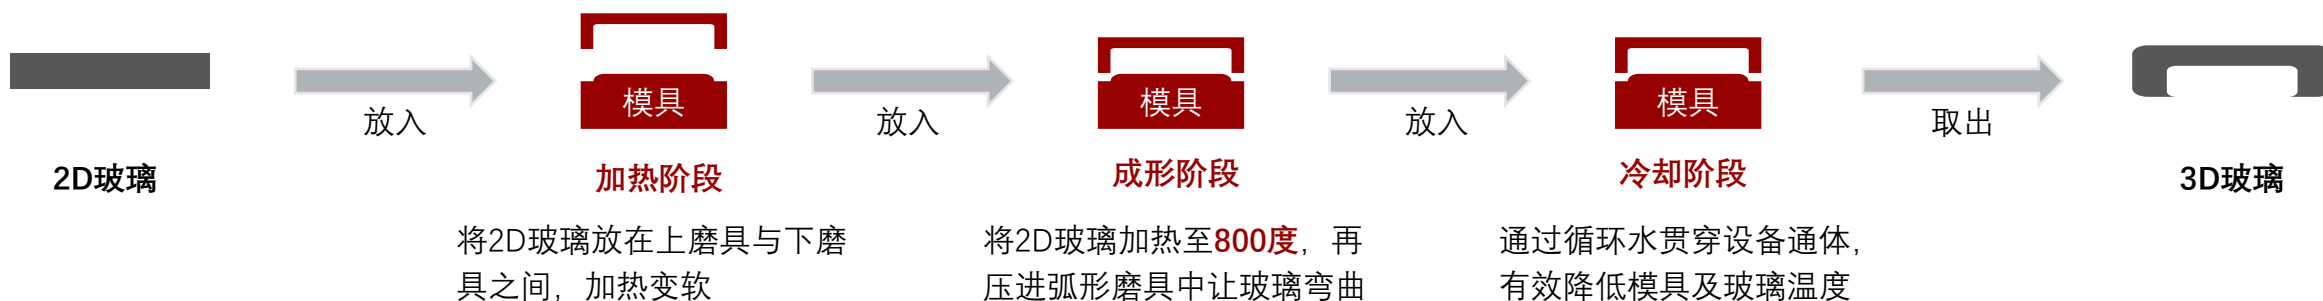 模具
模具
模具
放入
放入
放入
取出
2D玻璃
加热阶段
成形阶段
冷却阶段
3D玻璃
将2D玻璃放在上磨具与下磨
具之间，加热变软
将2D玻璃加热至800度，再
压进弧形磨具中让玻璃弯曲
通过循环水贯穿设备通体，
有效降低模具及玻璃温度